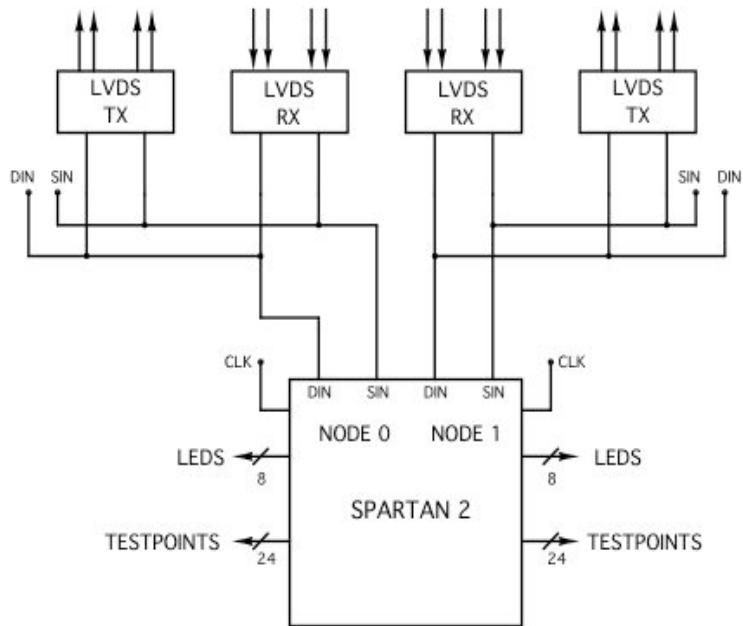 LVDS
TX
LVDS
RX
LVDS
RX
LVDS
TX
DIN SIN
SIN DIN
CLK
CLK
DIN SIN DIN SIN
NODE 0 NODE 1
LEDS
8
8
LEDS
SPARTAN 2
TESTPOINTS
24
24
TESTPOINTS